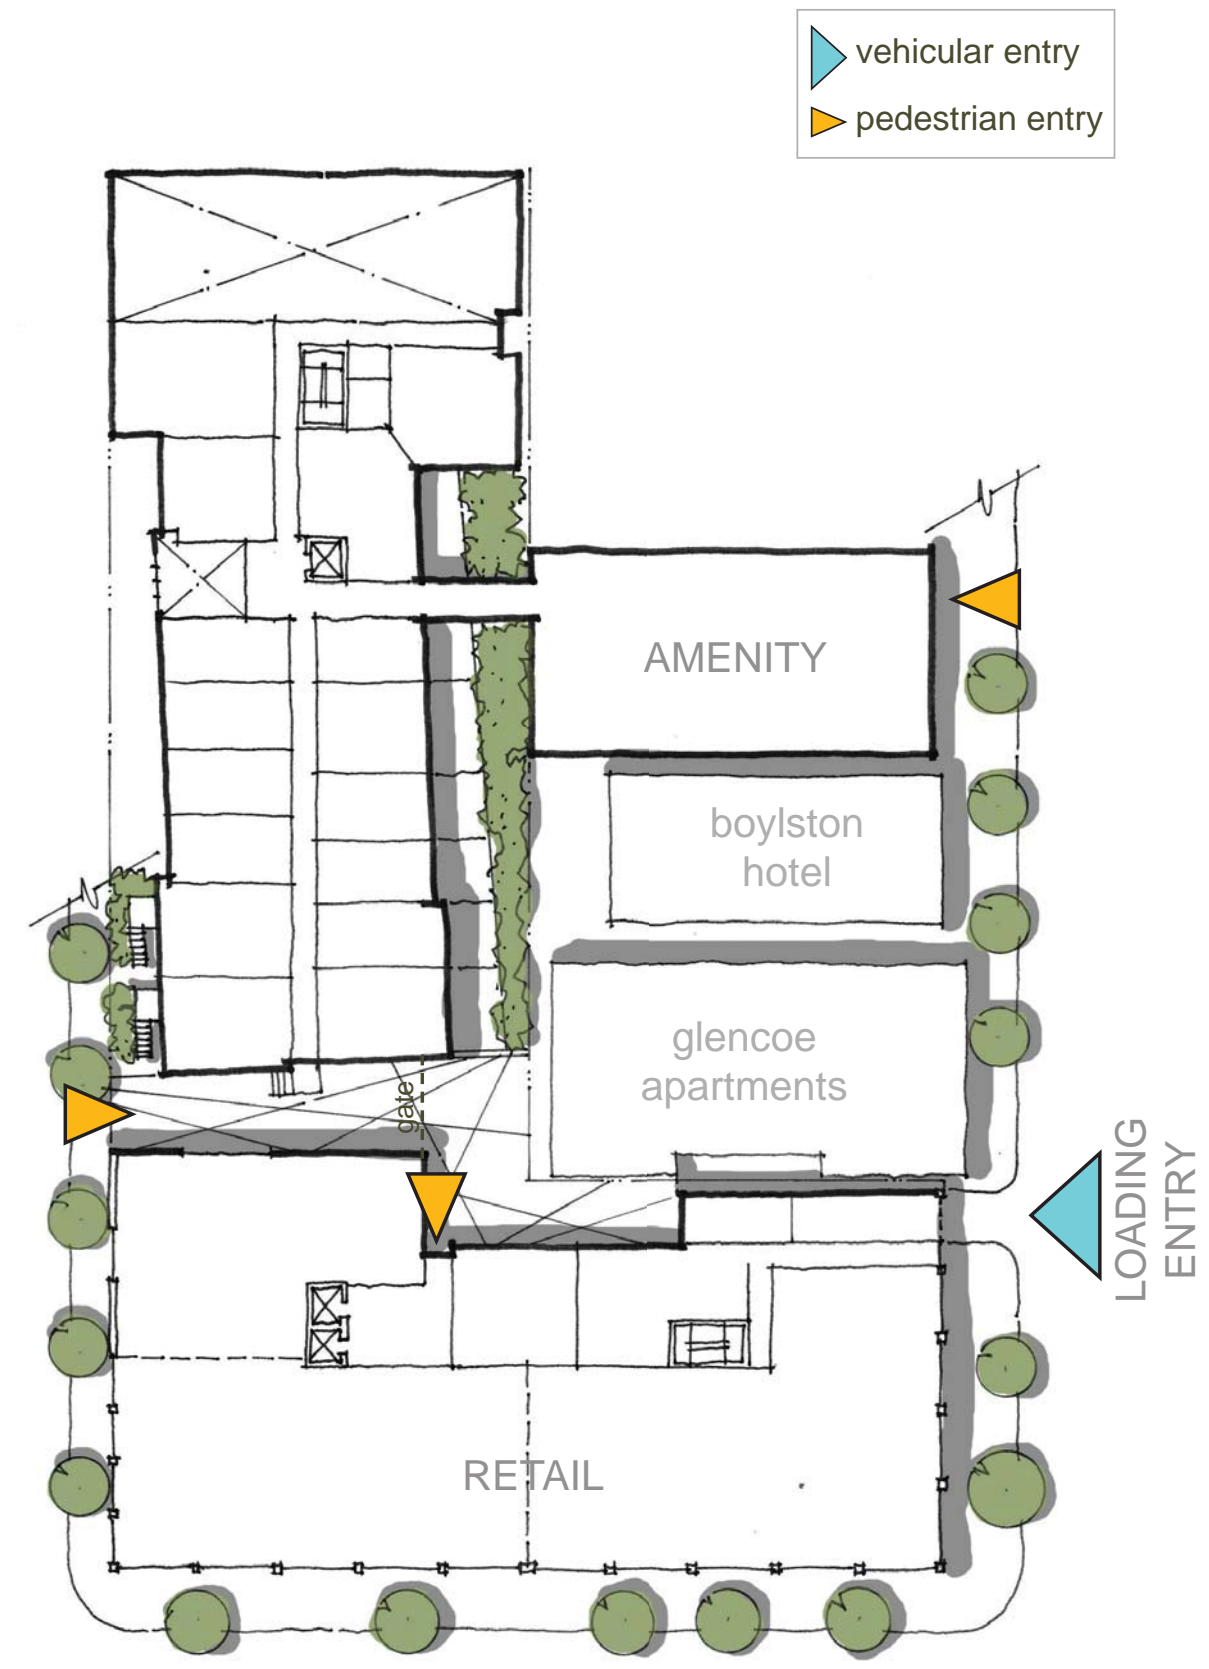 vehicular entry
pedestrian entry
AMENITY
boylston
hotel
glencoe
apartments
gate
LOADING
ENTRY
RETAIL